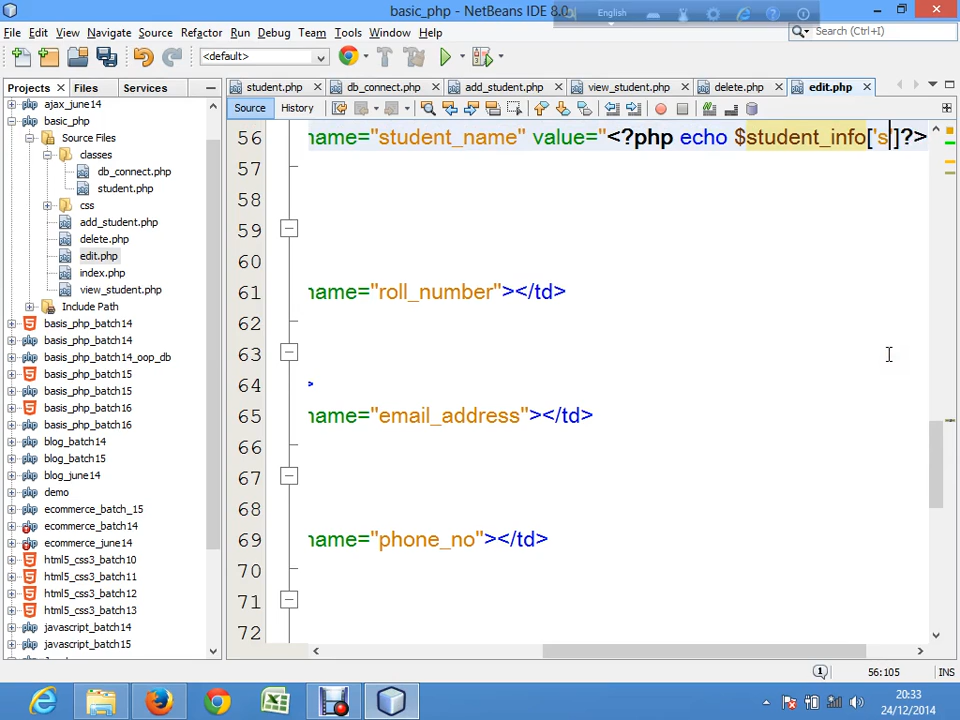 basic_php - NetBeans IDE 8.0
English
File Edit View Navigate Source Refactor Run Debug Team Tools Window Help
<default>
Search (Ctrl+I)
Projects Files Services
student.php db_connect.php add_student.php view_student.php delete.php edit.php
Source History
ajax_june14
basic_php
Source Files
classes
db_connect.php
student.php
css
add_student.php
delete.php
edit.php
index.php
view_student.php
Include Path
basis_php_batch14
basis_php_batch14
basis_php_batch14_oop_db
basis_php_batch15
basis_php_batch15
basis_php_batch16
basis_php_batch16
blog_batch14
blog_batch15
blog_june14
demo
ecommerce_batch_15
ecommerce_batch14
ecommerce_june14
html5_css3_batch10
html5_css3_batch11
html5_css3_batch12
html5_css3_batch13
javascript_batch14
javascript_batch15
56 name="student_name" value="<?php echo $student_info['s']?>
57
58
59
60
61 name="roll_number"></td>
62
63
64 >
65 name="email_address"></td>
66
67
68
69 name="phone_no"></td>
70
71
72
1
56:105 INS
20:33
24/12/2014